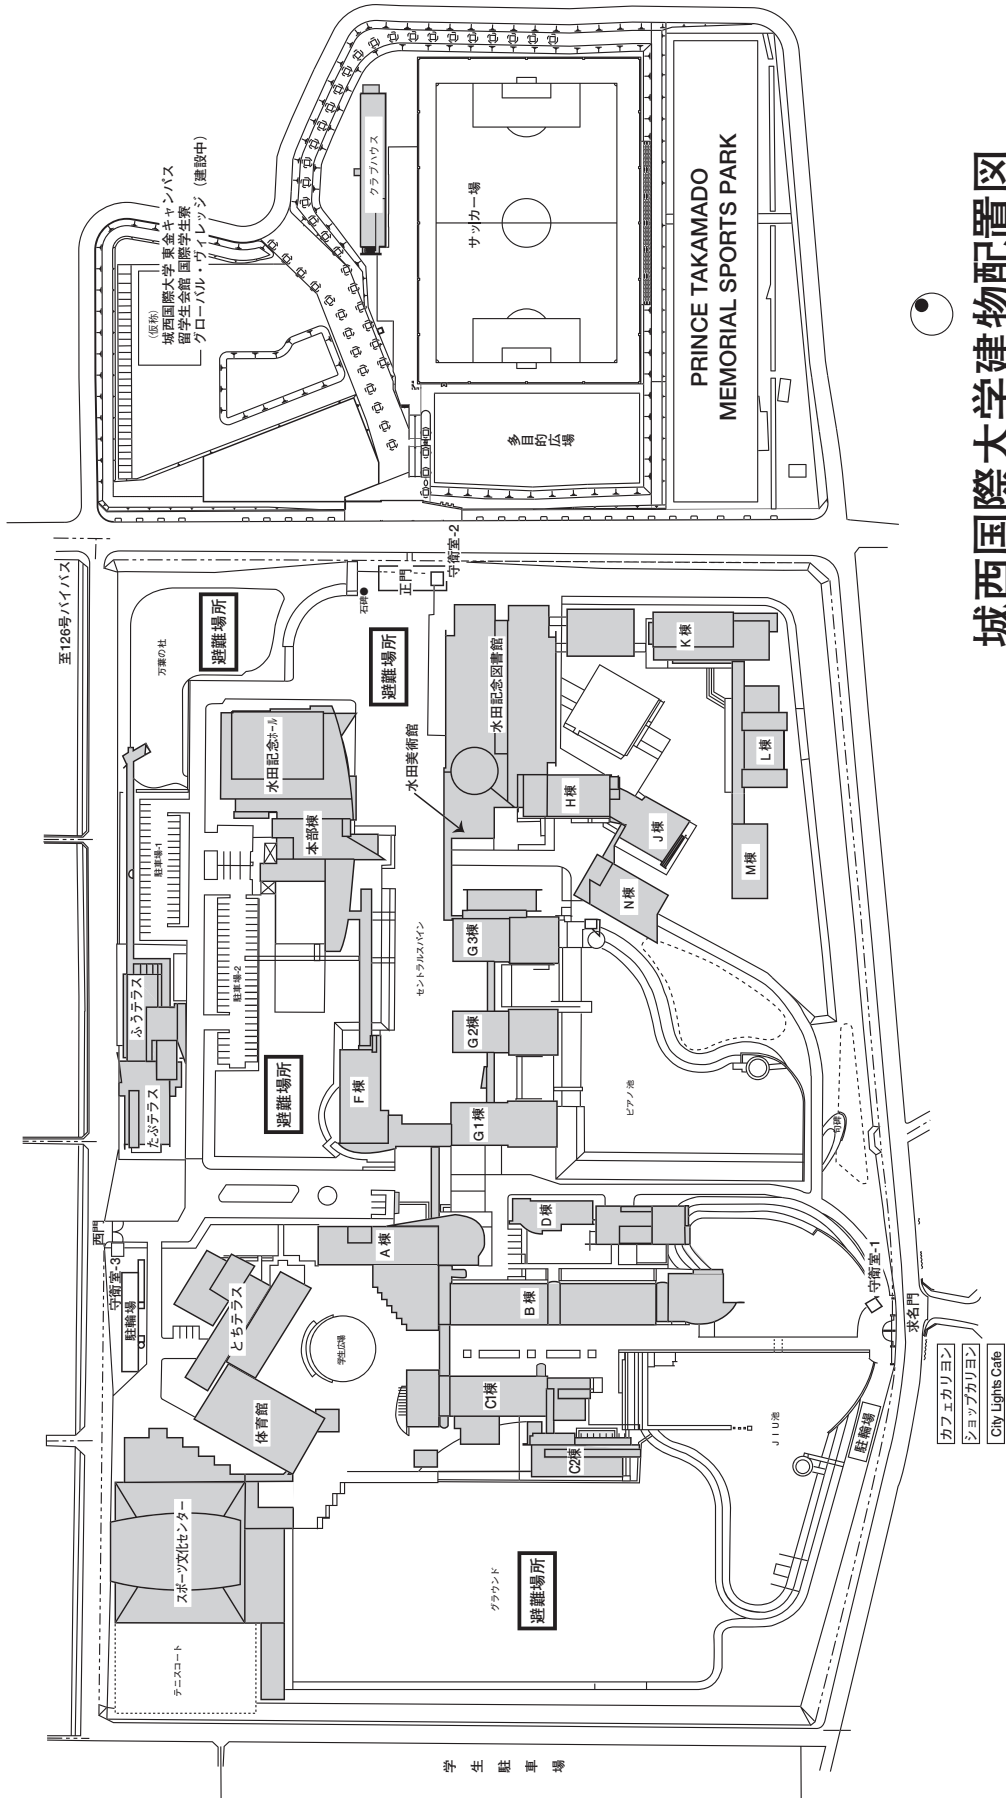 城西国際大学建物配置図
PRINCE TAKAMADO
MEMORIAL SPORTS PARK
サッカー場
クラブハウス
多目的広場
(仮称)
城西国際大学 東金キャンパス
留学生会館 国際学生寮
グローバル・ヴィレッジ（建設中）
至126号バイパス
万葉の杜
避難場所
石碑
正門
守衛室-2
避難場所
水田記念ホール
本部棟
駐車場-1
駐車場-2
水田美術館
水田記念図書館
K棟
L棟
M棟
H棟
J棟
N棟
セントラルスパイン
G3棟
G2棟
G1棟
F棟
避難場所
ふうテラス
たぶテラス
ピアノ池
句碑
西門
守衛室-3
駐輪場
A棟
D棟
B棟
とちテラス
学生広場
体育館
C1棟
C2棟
スポーツ文化センター
テニスコート
グラウンド
避難場所
JIU池
駐輪場
守衛室-1
求名門
カフェカリヨン
ショップカリヨン
City Lights Cafe
学生駐車場